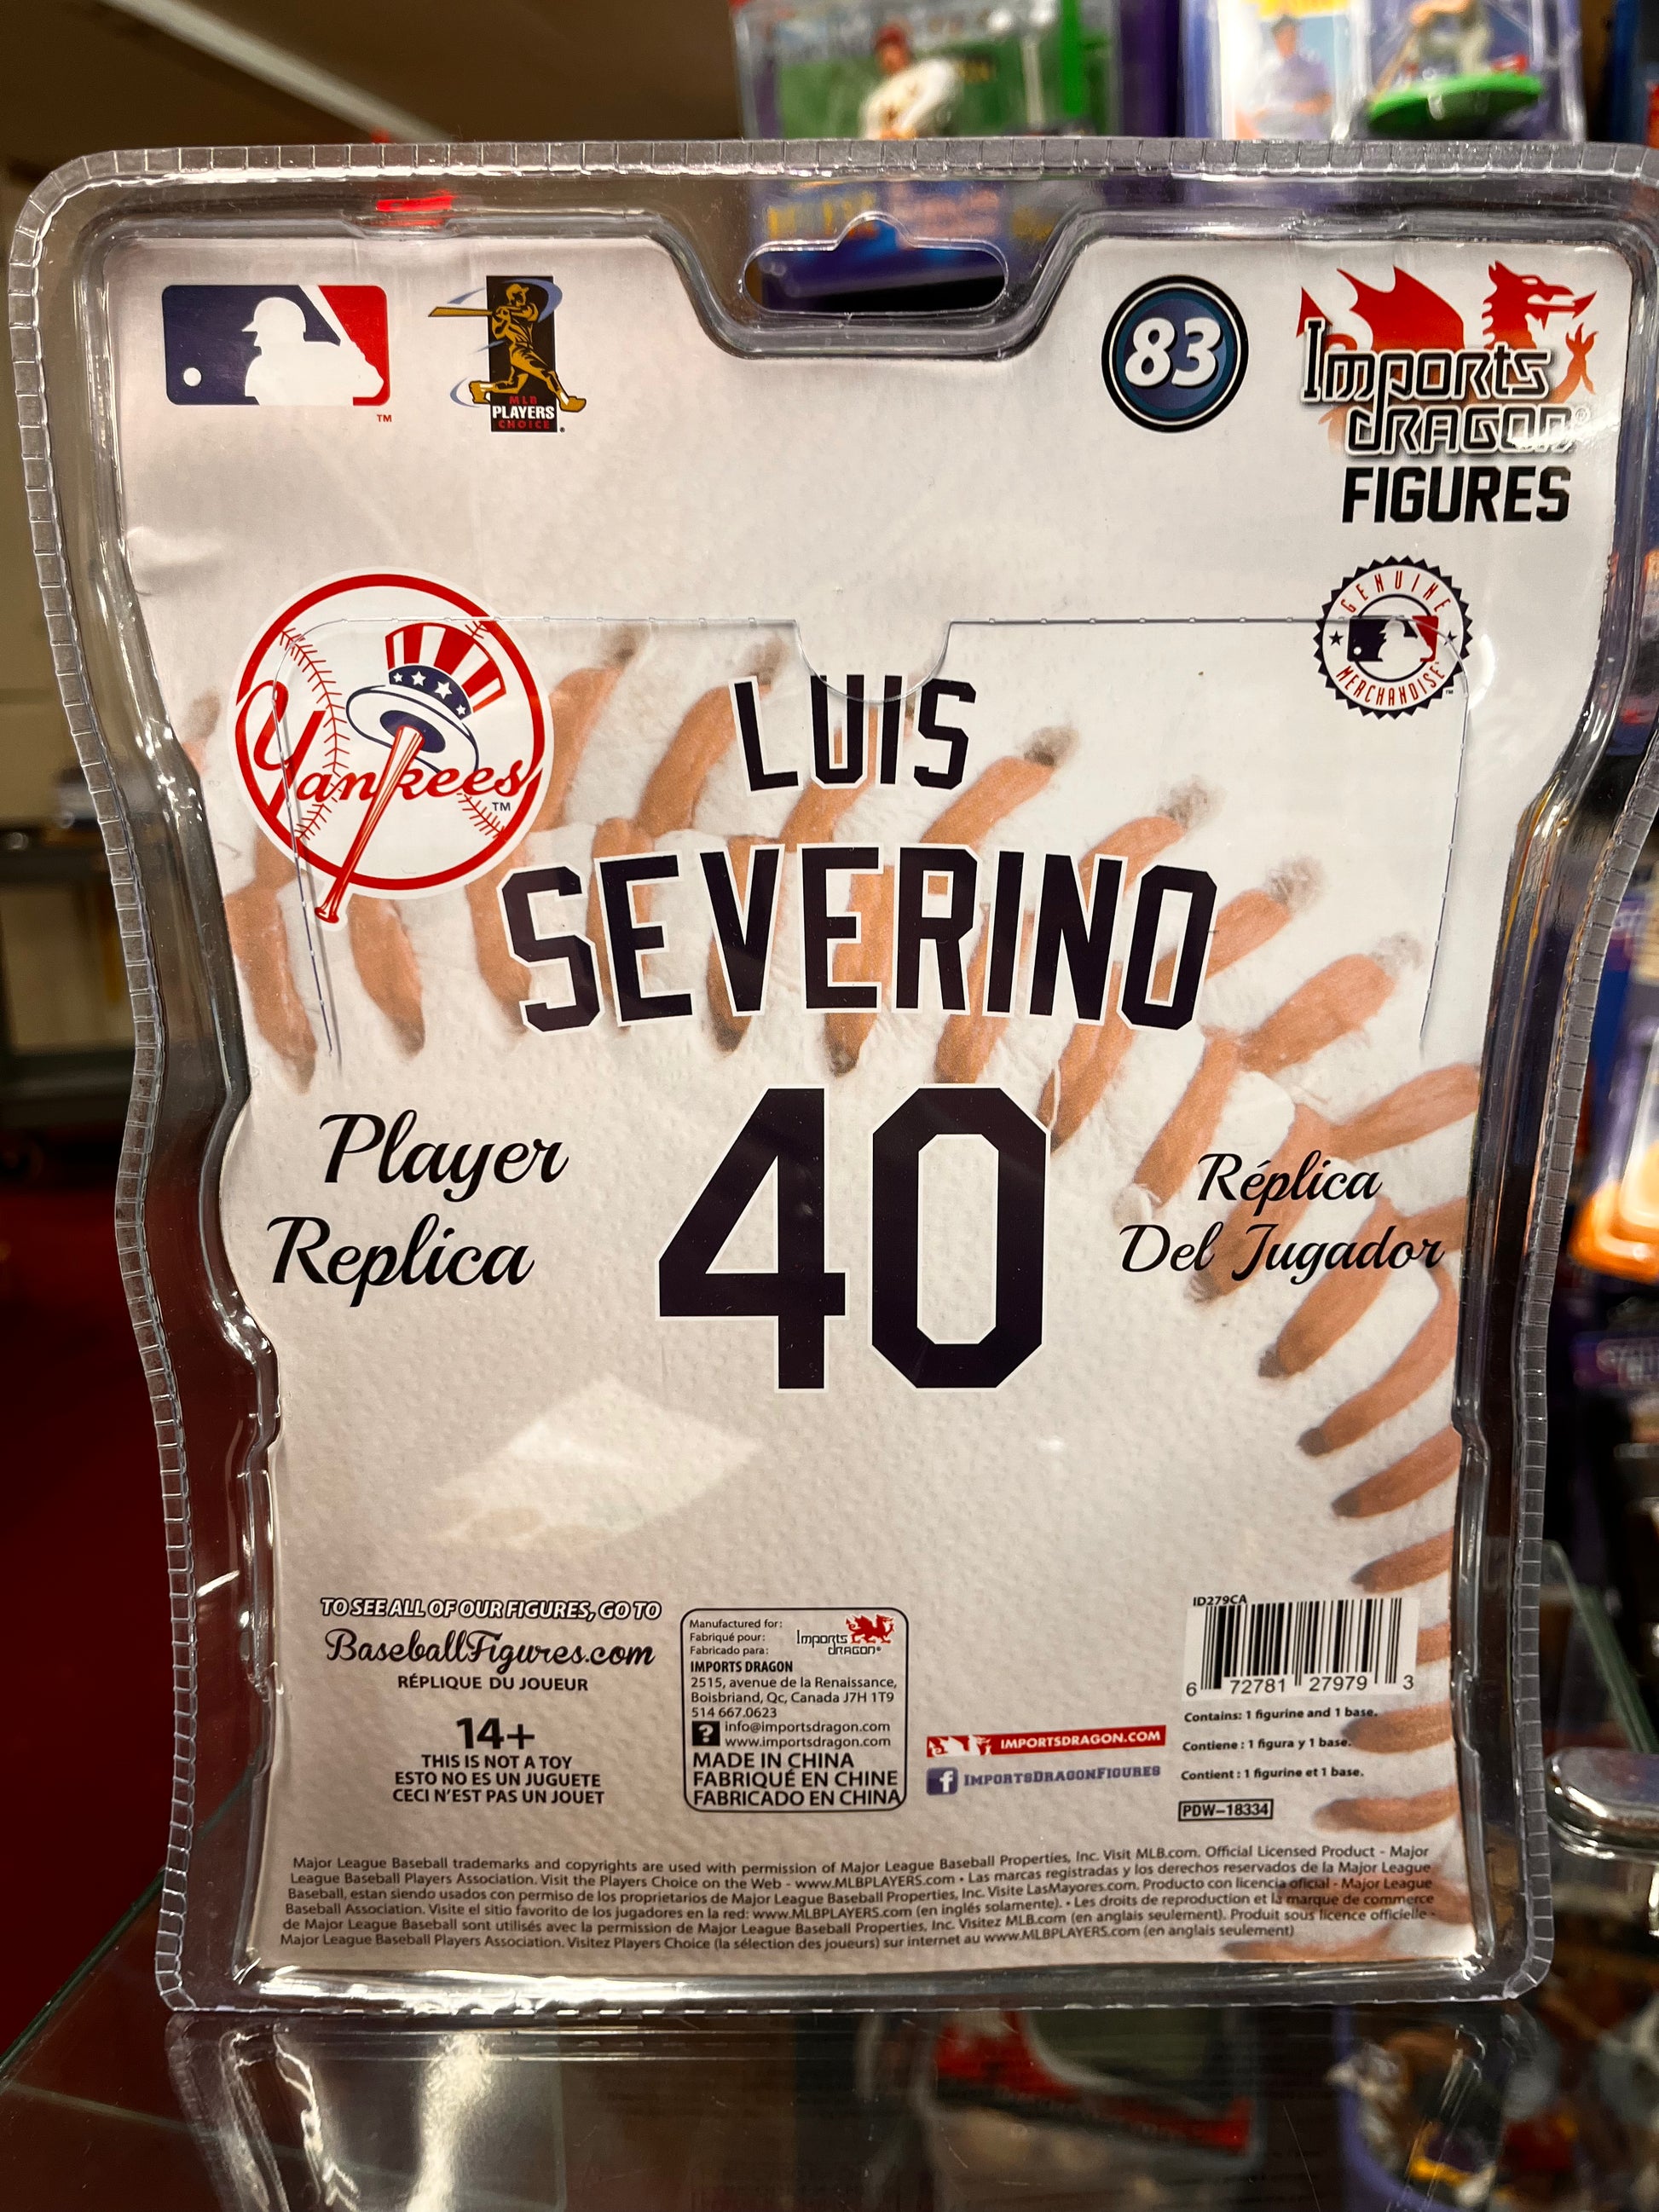 TM
MLB
PLAYERS
CHOICE
83
IMPORTS
DRAGON®
FIGURES
Yankees
TM
GENUINE
MERCHANDISE
LUIS
SEVERINO
40
Player
Replica
Réplica
Del Jugador
TO SEE ALL OF OUR FIGURES, GO TO
BaseballFigures.com
RÉPLIQUE DU JOUEUR
14+
THIS IS NOT A TOY
ESTO NO ES UN JUGUETE
CECI N'EST PAS UN JOUET
Manufactured for:
Fabriqué pour:
Fabricado para:
Imports
DRAGON®
IMPORTS DRAGON
2515, avenue de la Renaissance,
Boisbriand, Qc, Canada J7H 1T9
514 667.0623
? info@importsdragon.com
www.importsdragon.com
MADE IN CHINA
FABRIQUÉ EN CHINE
FABRICADO EN CHINA
IMPORTSDRAGON.COM
f IMPORTSDRAGONFIGURES
ID279CA
6 72781 27979 3
Contains: 1 figurine and 1 base.
Contiene : 1 figura y 1 base.
Contient : 1 figurine et 1 base.
PDW-18334
Major League Baseball trademarks and copyrights are used with permission of Major League Baseball Properties, Inc. Visit MLB.com. Official Licensed Product - Major
League Baseball Players Association. Visit the Players Choice on the Web - www.MLBPLAYERS.com • Las marcas registradas y los derechos reservados de la Major League
Baseball, estan siendo usados con permiso de los proprietarios de Major League Baseball Properties, Inc. Visite LasMayores.com. Producto con licencia oficial - Major League
Baseball Association. Visite el sitio favorito de los jugadores en la red: www.MLBPLAYERS.com (en inglés solamente). • Les droits de reproduction et la marque de commerce
de Major League Baseball sont utilisés avec la permission de Major League Baseball Properties, Inc. Visitez MLB.com (en anglais seulement). Produit sous licence officielle -
Major League Baseball Players Association. Visitez Players Choice (la sélection des joueurs) sur internet au www.MLBPLAYERS.com (en anglais seulement)